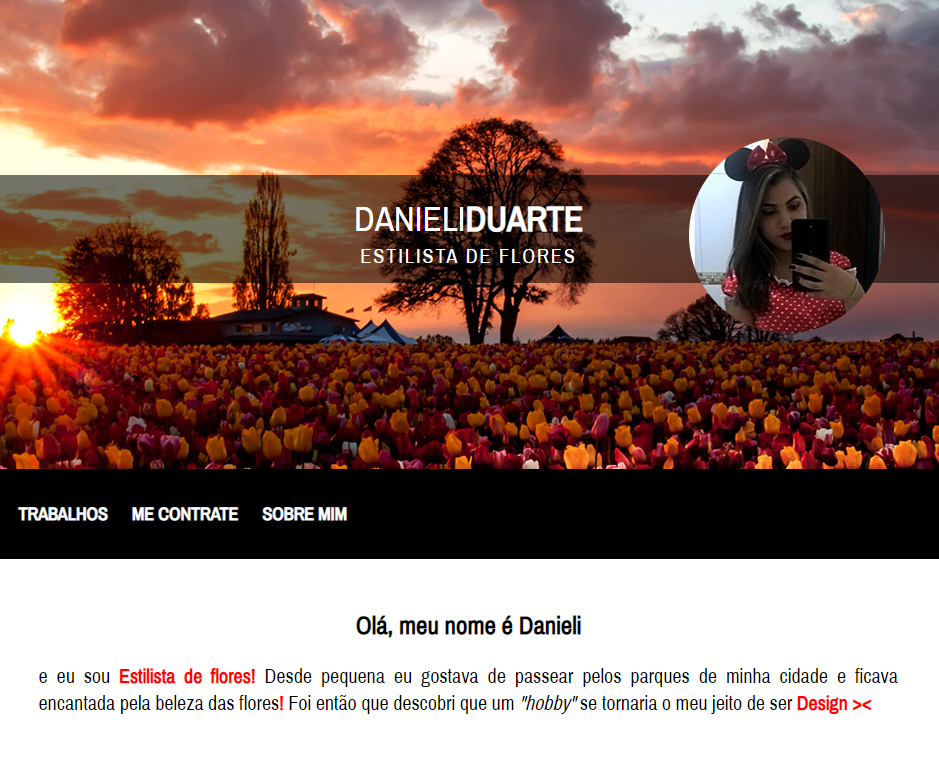 DANIELIDUARTE
ESTILISTA DE FLORES
TRABALHOS ME CONTRATE SOBRE MIM
Olá, meu nome é Danieli
e eu sou Estilista de flores! Desde pequena eu gostava de passear pelos parques de minha cidade e ficava
encantada pela beleza das flores! Foi então que descobri que um "hobby" se tornaria o meu jeito de ser Design ><